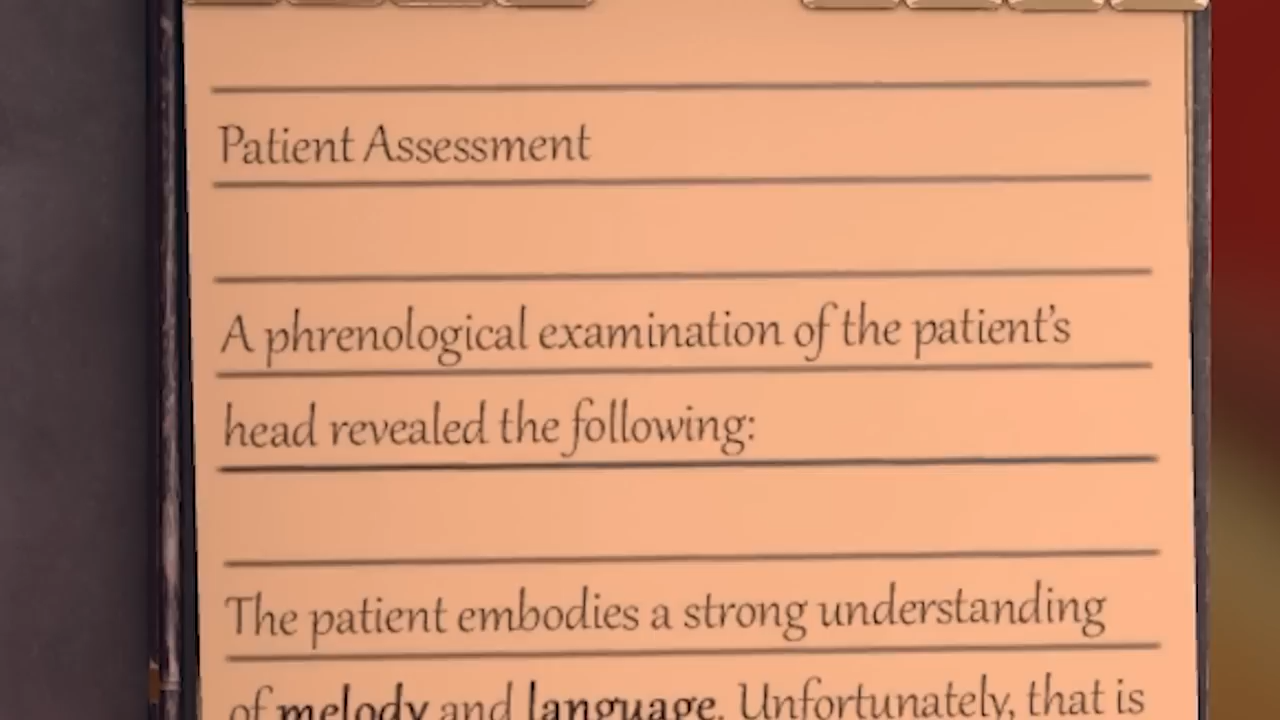 Patient Assessment
A phrenological examination of the patient's
head revealed the following:
The patient embodies a strong understanding
of melody and language. Unfortunately, that is